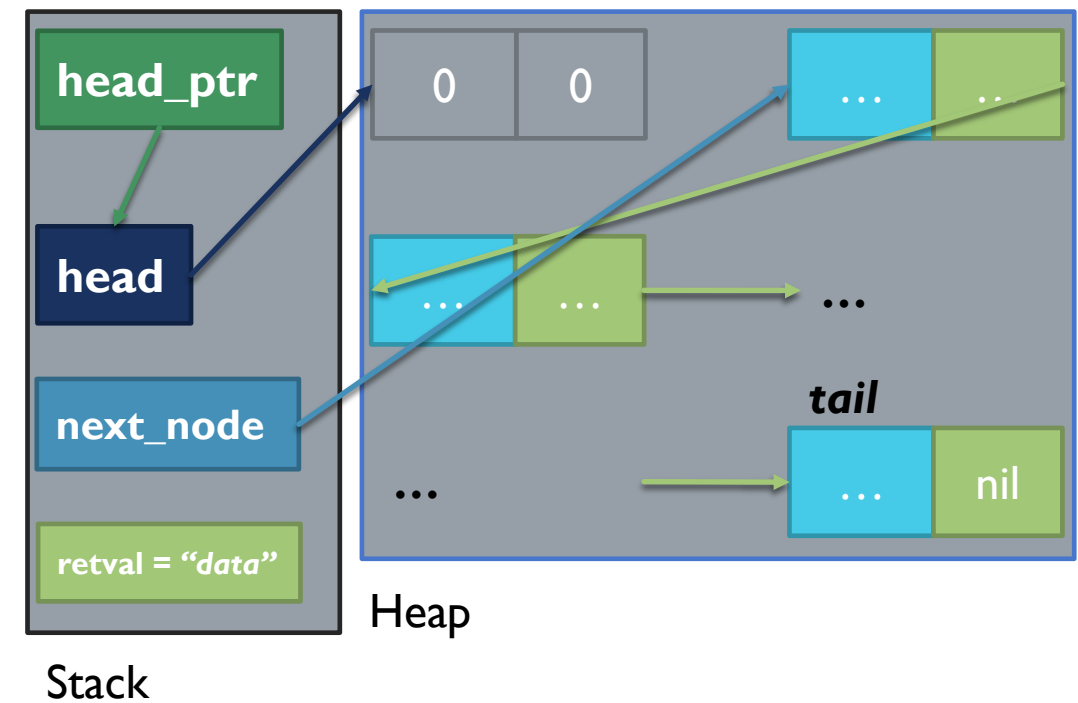 head_ptr
0 0
… …
head
… …
…
tail
next_node
…
… nil
retval = “data”
Heap
Stack